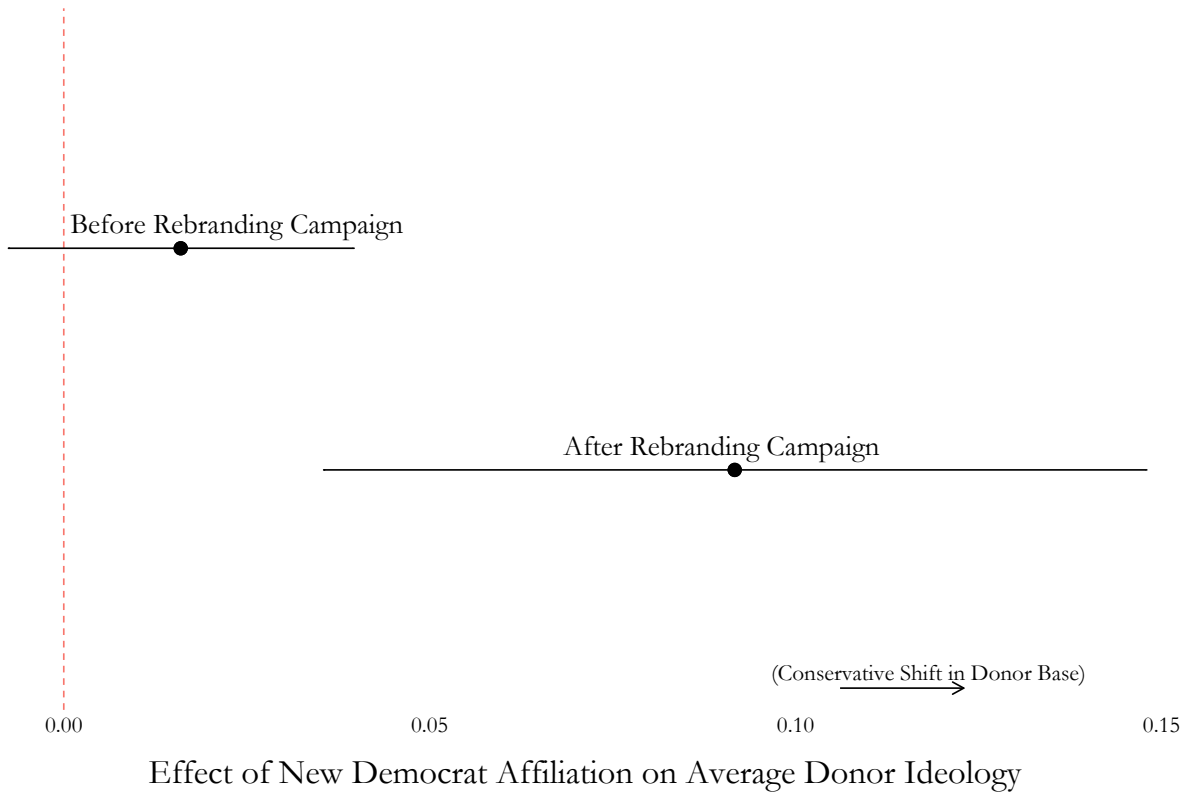 Before Rebranding Campaign
After Rebranding Campaign
(Conservative Shift in Donor Base)
0.00 0.05 0.10 0.15
Effect of New Democrat Affiliation on Average Donor Ideology